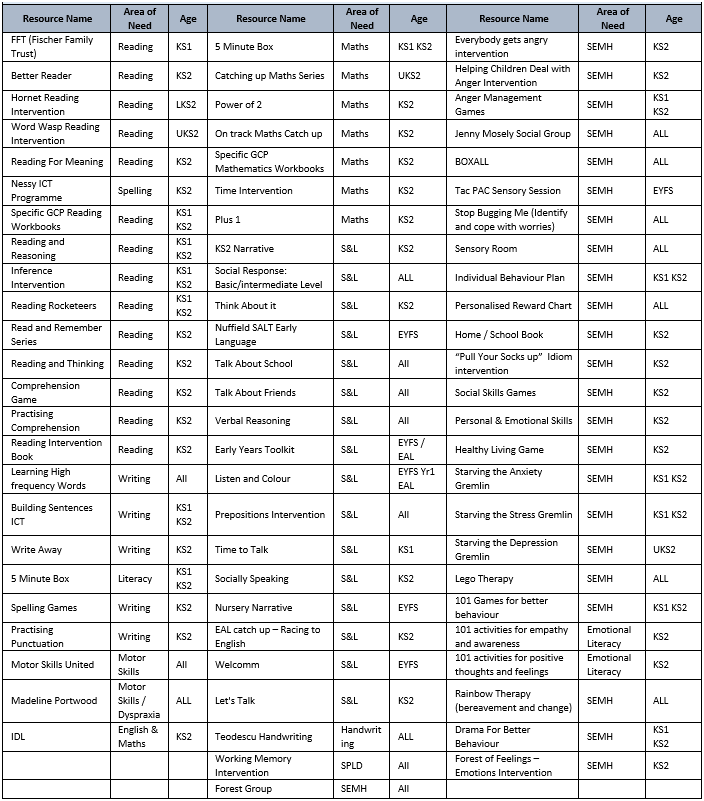 Resource Name | Area of Need | Age | Resource Name | Area of Need | Age | Resource Name | Area of Need | Age
FFT (Fischer Family Trust) | Reading | KS1 | 5 Minute Box | Maths | KS1 KS2 | Everybody gets angry intervention | SEMH | KS2
Better Reader | Reading | KS2 | Catching up Maths Series | Maths | UKS2 | Helping Children Deal with Anger Intervention | SEMH | KS2
Hornet Reading Intervention | Reading | LKS2 | Power of 2 | Maths | KS2 | Anger Management Games | SEMH | KS1 KS2
Word Wasp Reading Intervention | Reading | UKS2 | On track Maths Catch up | Maths | KS2 | Jenny Mosely Social Group | SEMH | ALL
Reading For Meaning | Reading | KS2 | Specific GCP Mathematics Workbooks | Maths | KS2 | BOXALL | SEMH | ALL
Nessy ICT Programme | Spelling | KS2 | Time Intervention | Maths | KS2 | Tac PAC Sensory Session | SEMH | EYFS
Specific GCP Reading Workbooks | Reading | KS1 KS2 | Plus 1 | Maths | KS2 | Stop Bugging Me (Identify and cope with worries) | SEMH | ALL
Reading and Reasoning | Reading | KS1 KS2 | KS2 Narrative | S&L | KS2 | Sensory Room | SEMH | ALL
Inference Intervention | Reading | KS1 KS2 | Social Response: Basic/intermediate Level | S&L | ALL | Individual Behaviour Plan | SEMH | KS1 KS2
Reading Rocketeers | Reading | KS1 KS2 | Think About it | S&L | KS2 | Personalised Reward Chart | SEMH | ALL
Read and Remember Series | Reading | KS2 | Nuffield SALT Early Language | S&L | EYFS | Home / School Book | SEMH | KS2
Reading and Thinking | Reading | KS2 | Talk About School | S&L | All | “Pull Your Socks up” Idiom intervention | SEMH | KS2
Comprehension Game | Reading | KS2 | Talk About Friends | S&L | All | Social Skills Games | SEMH | KS2
Practising Comprehension | Reading | KS2 | Verbal Reasoning | S&L | All | Personal & Emotional Skills | SEMH | KS2
Reading Intervention Book | Reading | KS2 | Early Years Toolkit | S&L | EYFS / EAL | Healthy Living Game | SEMH | KS2
Learning High frequency Words | Writing | All | Listen and Colour | S&L | EYFS Yr1 EAL | Starving the Anxiety Gremlin | SEMH | KS1 KS2
Building Sentences ICT | Writing | KS1 KS2 | Prepositions Intervention | S&L | All | Starving the Stress Gremlin | SEMH | KS1 KS2
Write Away | Writing | KS2 | Time to Talk | S&L | KS1 | Starving the Depression Gremlin | SEMH | UKS2
5 Minute Box | Literacy | KS1 KS2 | Socially Speaking | S&L | KS2 | Lego Therapy | SEMH | ALL
Spelling Games | Writing | KS2 | Nursery Narrative | S&L | EYFS | 101 Games for better behaviour | SEMH | KS1 KS2
Practising Punctuation | Writing | KS2 | EAL catch up – Racing to English | S&L | KS2 | 101 activities for empathy and awareness | Emotional Literacy | KS2
Motor Skills United | Motor Skills | All | Welcomm | S&L | EYFS | 101 activities for positive thoughts and feelings | Emotional Literacy | KS2
Madeline Portwood | Motor Skills / Dyspraxia | ALL | Let's Talk | S&L | KS2 | Rainbow Therapy (bereavement and change) | SEMH | ALL
IDL | English & Maths | KS2 | Teodescu Handwriting | Handwrit ing | ALL | Drama For Better Behaviour | SEMH | KS1 KS2
Working Memory Intervention | SPLD | All | Forest of Feelings – Emotions Intervention | SEMH | KS2
Forest Group | SEMH | All